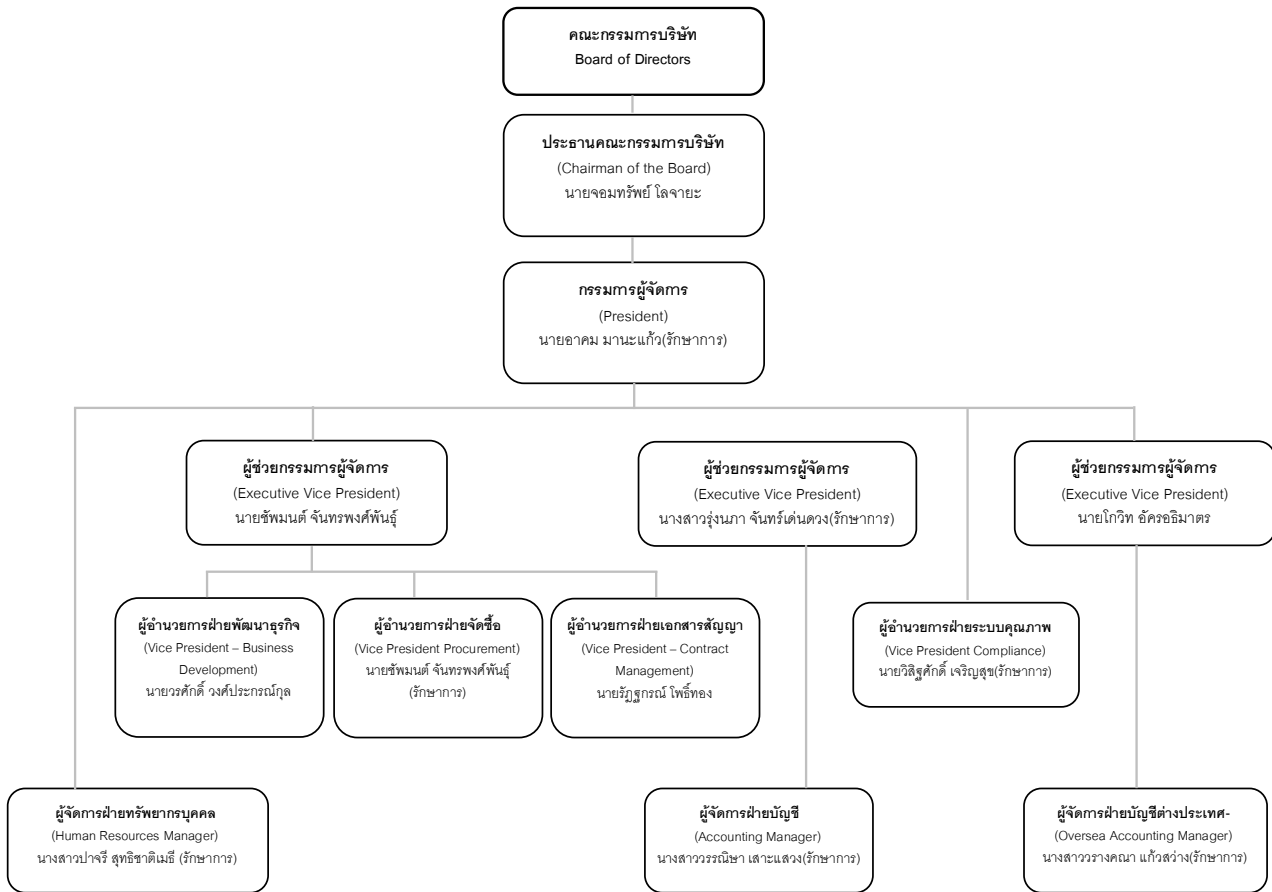 คณะกรรมการบริษัท
Board of Directors
ประธานคณะกรรมการบริษัท
(Chairman of the Board)
นายจอมทรัพย์ โลจายะ
กรรมการผู้จัดการ
(President)
นายอาคม มานะแก้ว(รักษาการ)
ผู้ช่วยกรรมการผู้จัดการ
(Executive Vice President)
นายชัพมนต์ จันทรพงศ์พันธุ์
ผู้ช่วยกรรมการผู้จัดการ
(Executive Vice President)
นางสาวรุ่งนภา จันทร์เด่นดวง(รักษาการ)
ผู้ช่วยกรรมการผู้จัดการ
(Executive Vice President)
นายโกวิท อัครอธิมาตร
ผู้อำนวยการฝ่ายพัฒนาธุรกิจ
(Vice President – Business
Development)
นายวรศักดิ์ วงศ์ประกรณ์กุล
ผู้อำนวยการฝ่ายจัดซื้อ
(Vice President Procurement)
นายชัพมนต์ จันทรพงศ์พันธุ์
(รักษาการ)
ผู้อำนวยการฝ่ายเอกสารสัญญา
(Vice President – Contract
Management)
นายรัฎฐกรณ์ โพธิ์ทอง
ผู้อำนวยการฝ่ายระบบคุณภาพ
(Vice President Compliance)
นายวิสิฐศักดิ์ เจริญสุข(รักษาการ)
ผู้จัดการฝ่ายทรัพยากรบุคคล
(Human Resources Manager)
นางสาวปาจรี สุทธิชาติเมธี (รักษาการ)
ผู้จัดการฝ่ายบัญชี
(Accounting Manager)
นางสาววรรณิษา เสาะแสวง(รักษาการ)
ผู้จัดการฝ่ายบัญชีต่างประเทศ-
(Oversea Accounting Manager)
นางสาววรางคณา แก้วสว่าง(รักษาการ)